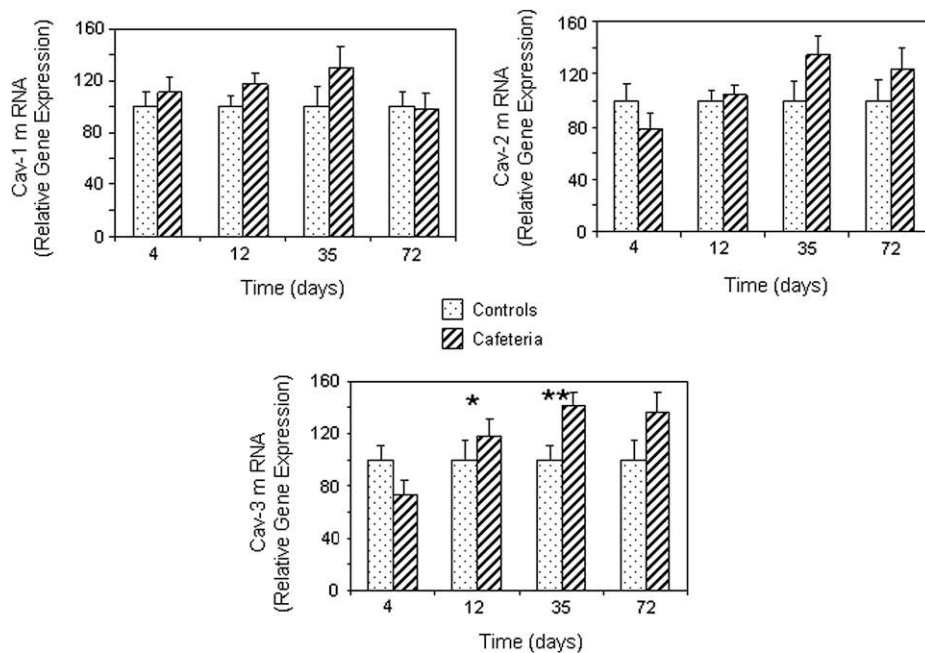 Cav-1 m RNA
(Relative Gene Expression)
160
120
80
40
0
4 12 35 72
Time (days)
Cav-2 m RNA
(Relative Gene Expression)
160
120
80
40
0
4 12 35 72
Time (days)
Controls
Cafeteria
Cav-3 m RNA
(Relative Gene Expression)
160
120
80
40
0
* **
4 12 35 72
Time (days)